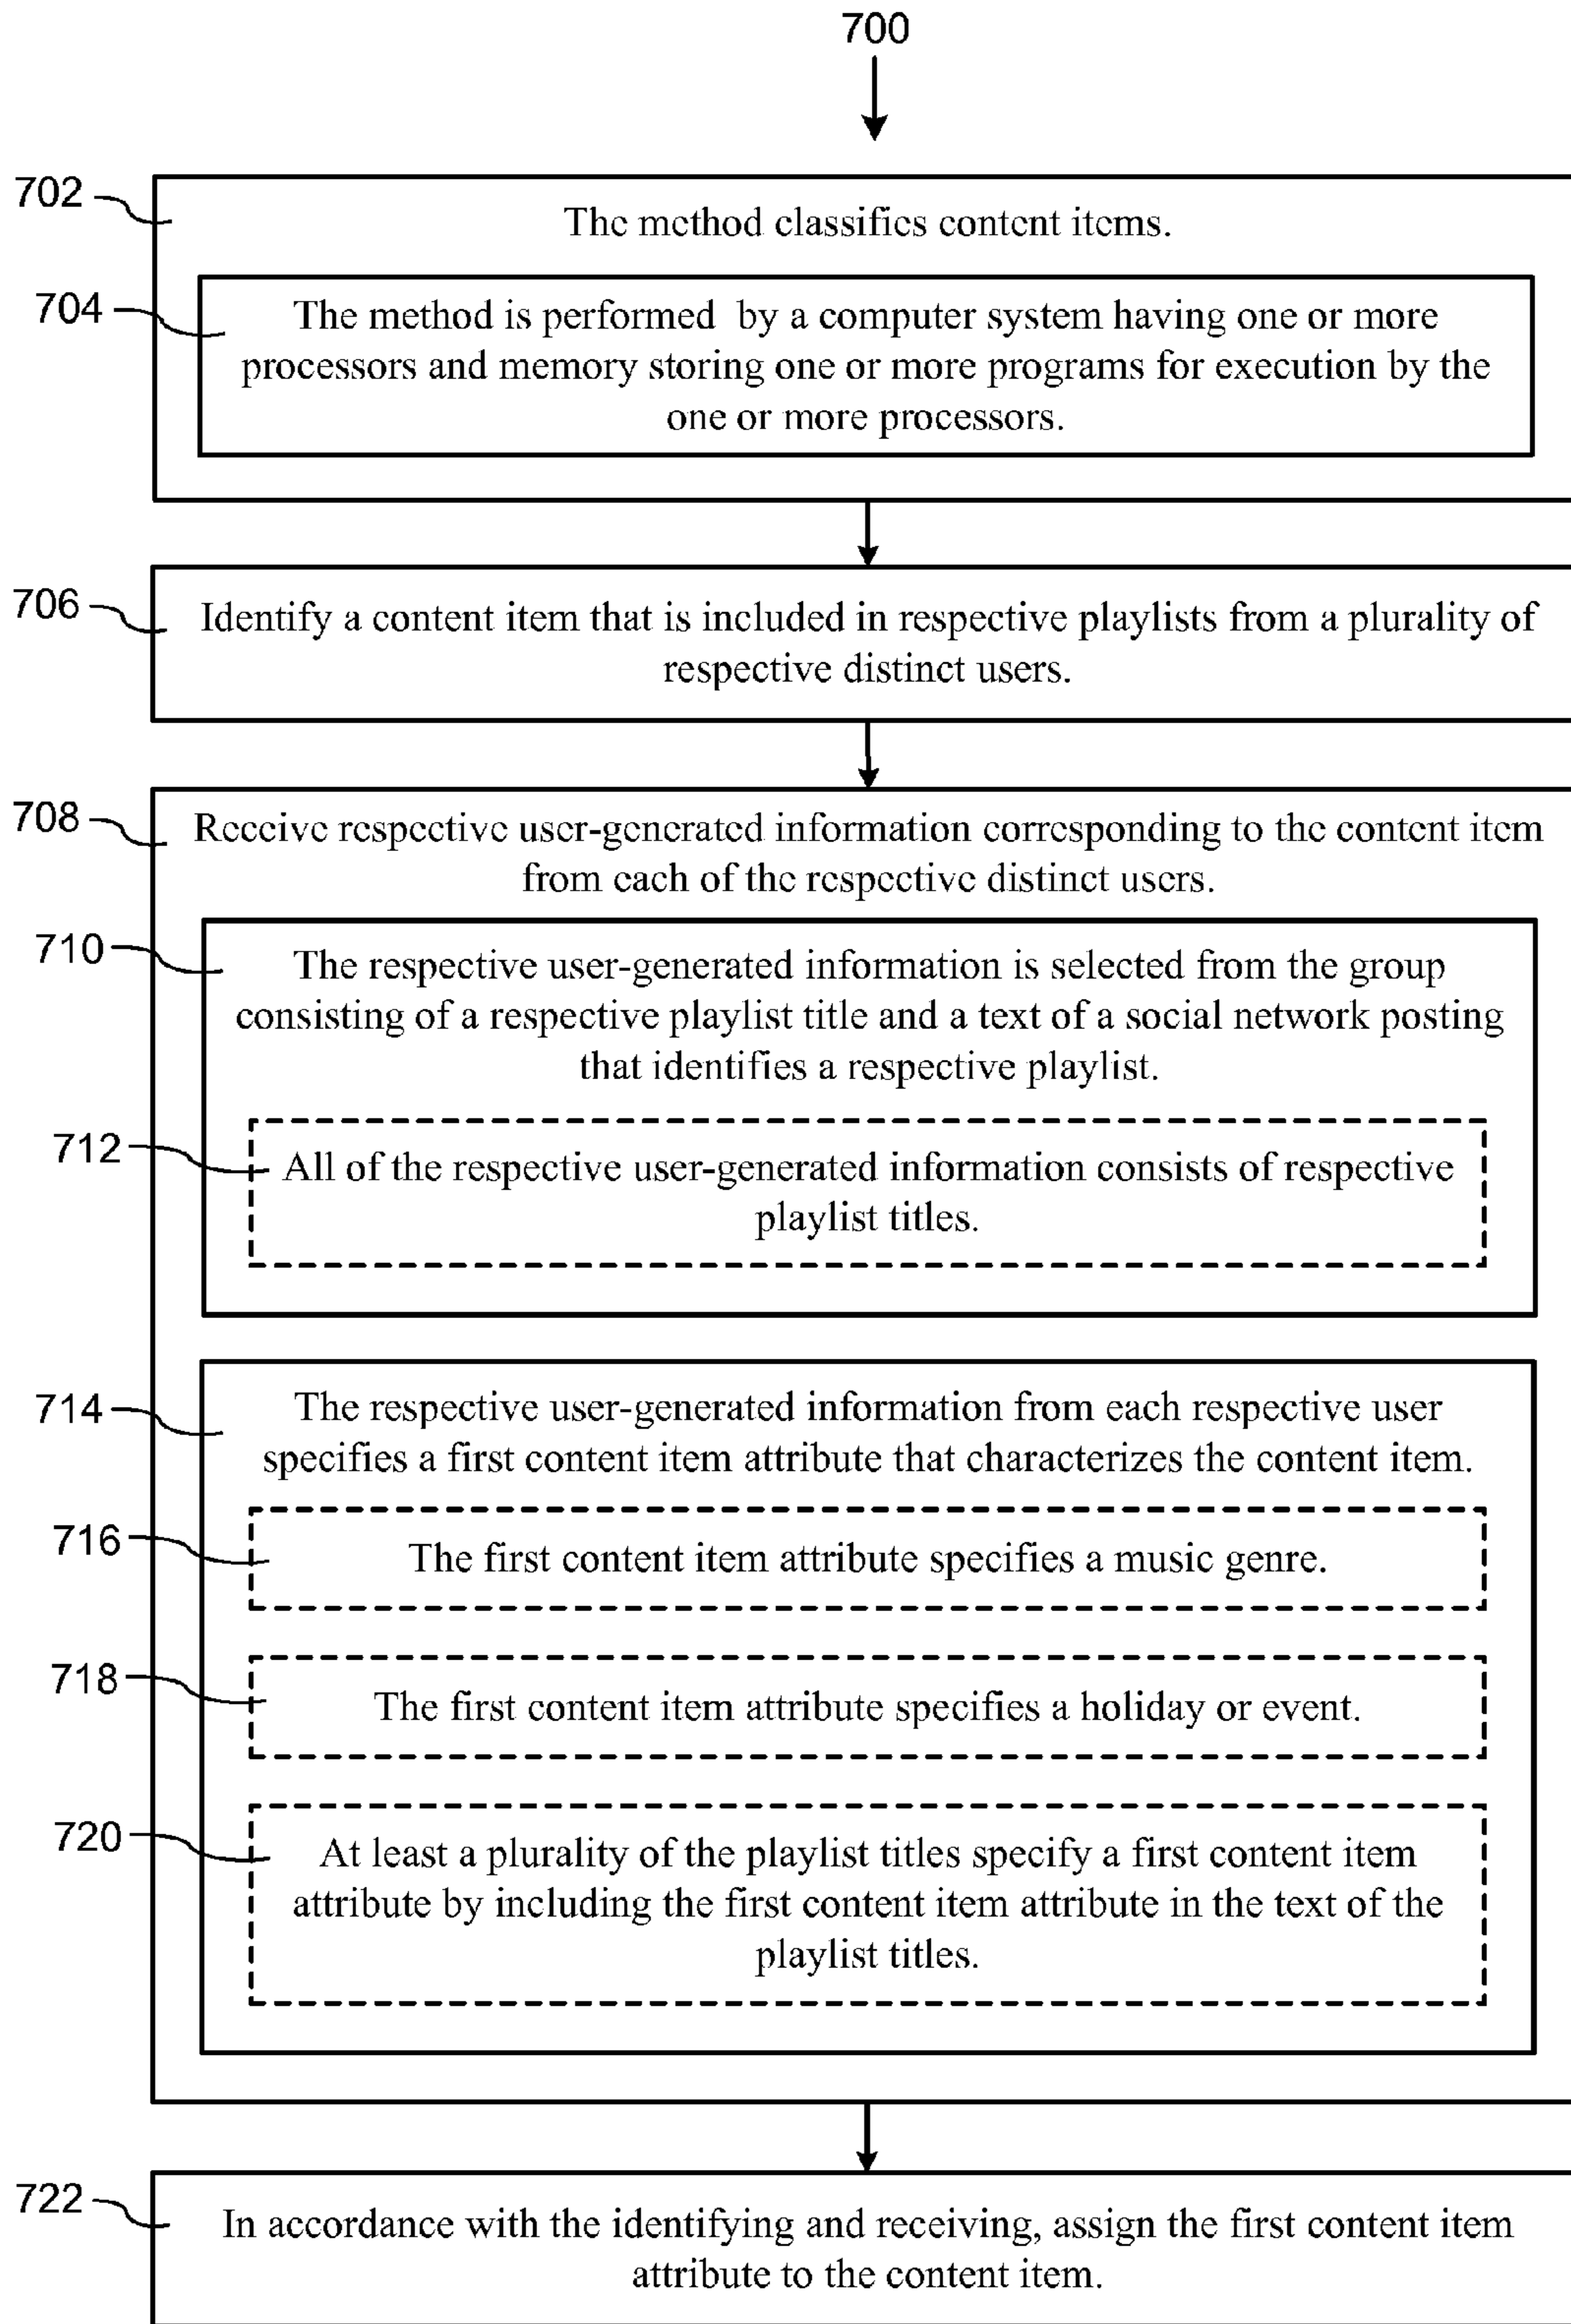 700
702
The method classifies content items.
704
The method is performed by a computer system having one or more
processors and memory storing one or more programs for execution by the
one or more processors.
706
Identify a content item that is included in respective playlists from a plurality of
respective distinct users.
708
Receive respective user-generated information corresponding to the content item
from each of the respective distinct users.
710
The respective user-generated information is selected from the group
consisting of a respective playlist title and a text of a social network posting
that identifies a respective playlist.
712
All of the respective user-generated information consists of respective
playlist titles.
714
The respective user-generated information from each respective user
specifies a first content item attribute that characterizes the content item.
716
The first content item attribute specifies a music genre.
718
The first content item attribute specifies a holiday or event.
720
At least a plurality of the playlist titles specify a first content item
attribute by including the first content item attribute in the text of the
playlist titles.
722
In accordance with the identifying and receiving, assign the first content item
attribute to the content item.